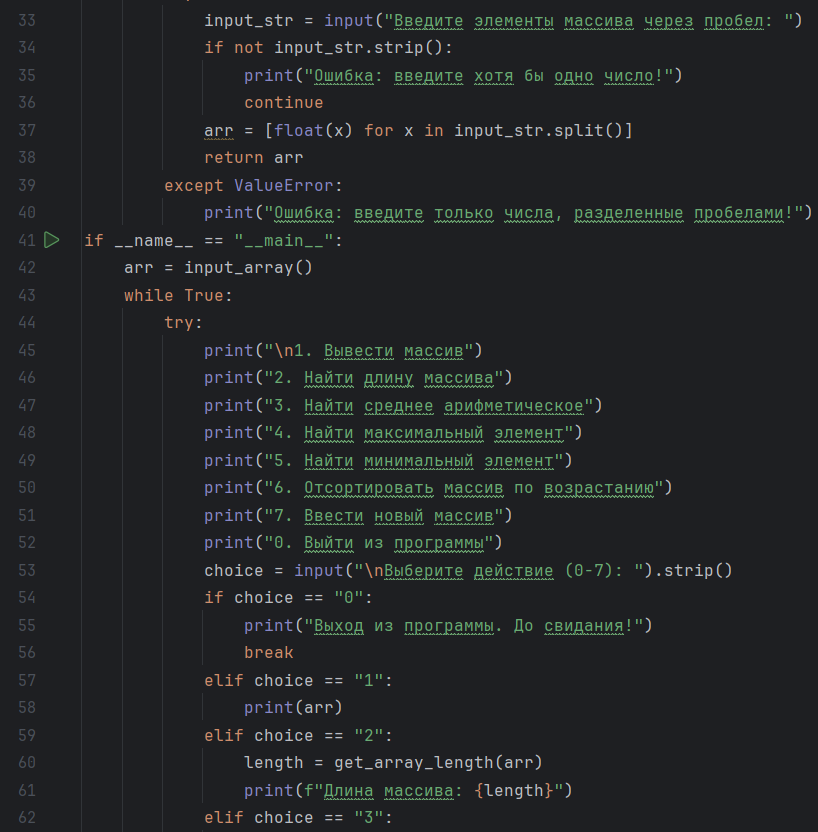 33 input_str = input("Введите элементы массива через пробел: ")
34 if not input_str.strip():
35 print("Ошибка: введите хотя бы одно число!")
36 continue
37 arr = [float(x) for x in input_str.split()]
38 return arr
39 except ValueError:
40 print("Ошибка: введите только числа, разделенные пробелами!")
41 if __name__ == "__main__":
42 arr = input_array()
43 while True:
44 try:
45 print("\n1. Вывести массив")
46 print("2. Найти длину массива")
47 print("3. Найти среднее арифметическое")
48 print("4. Найти максимальный элемент")
49 print("5. Найти минимальный элемент")
50 print("6. Отсортировать массив по возрастанию")
51 print("7. Ввести новый массив")
52 print("0. Выйти из программы")
53 choice = input("\nВыберите действие (0-7): ").strip()
54 if choice == "0":
55 print("Выход из программы. До свидания!")
56 break
57 elif choice == "1":
58 print(arr)
59 elif choice == "2":
60 length = get_array_length(arr)
61 print(f"Длина массива: {length}")
62 elif choice == "3":